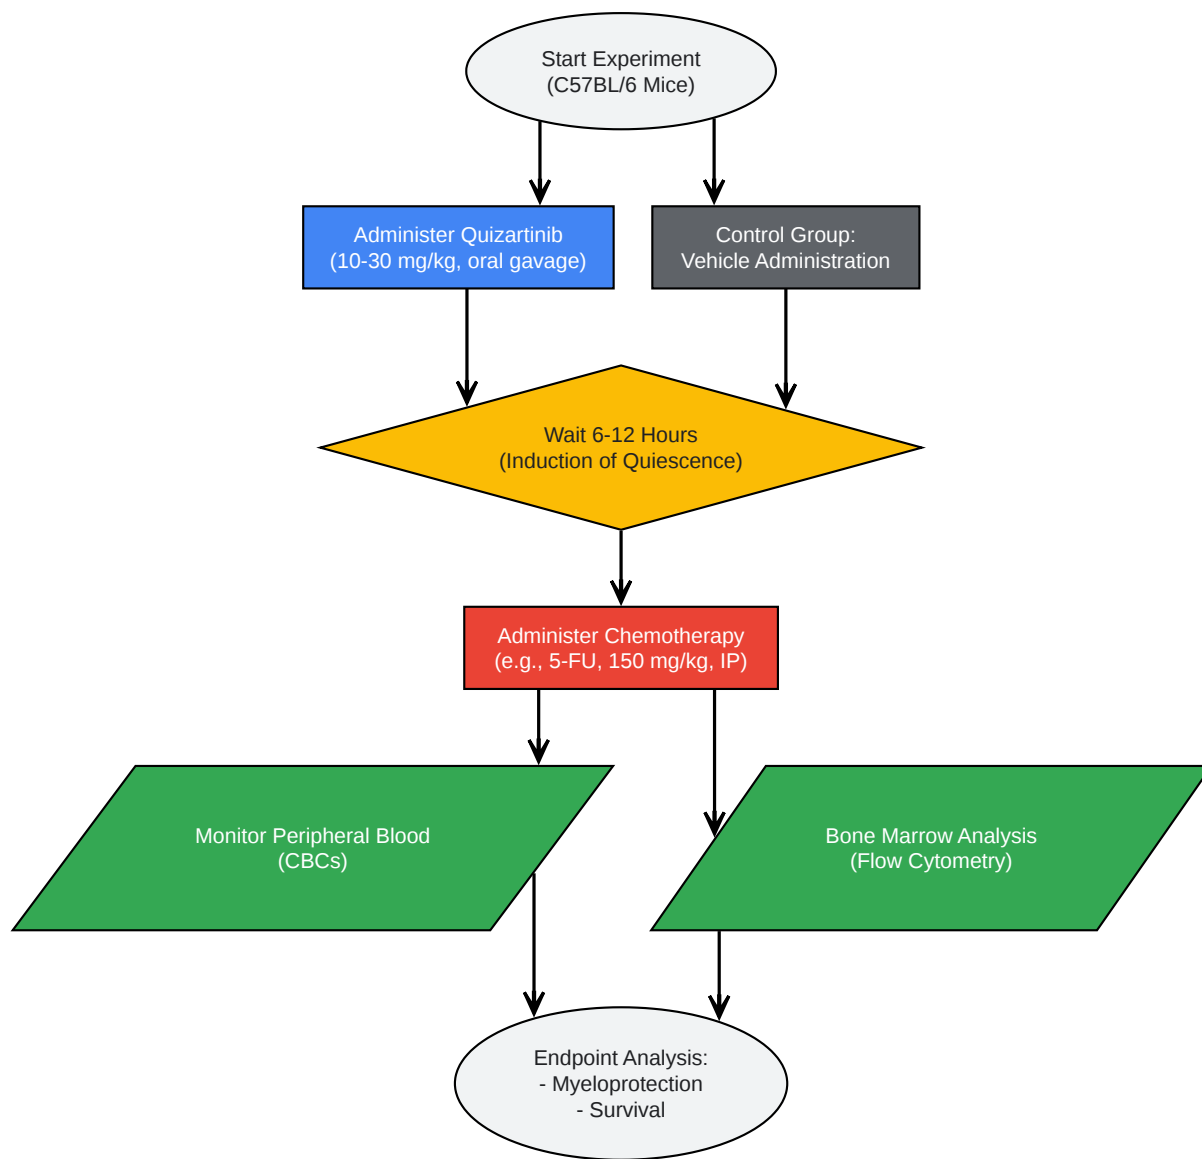 Start Experiment
(C57BL/6 Mice)
Administer Quizartinib
(10-30 mg/kg, oral gavage)
Control Group:
Vehicle Administration
Wait 6-12 Hours
(Induction of Quiescence)
Administer Chemotherapy
(e.g., 5-FU, 150 mg/kg, IP)
Monitor Peripheral Blood
(CBCs)
Bone Marrow Analysis
(Flow Cytometry)
Endpoint Analysis:
- Myeloprotection
- Survival